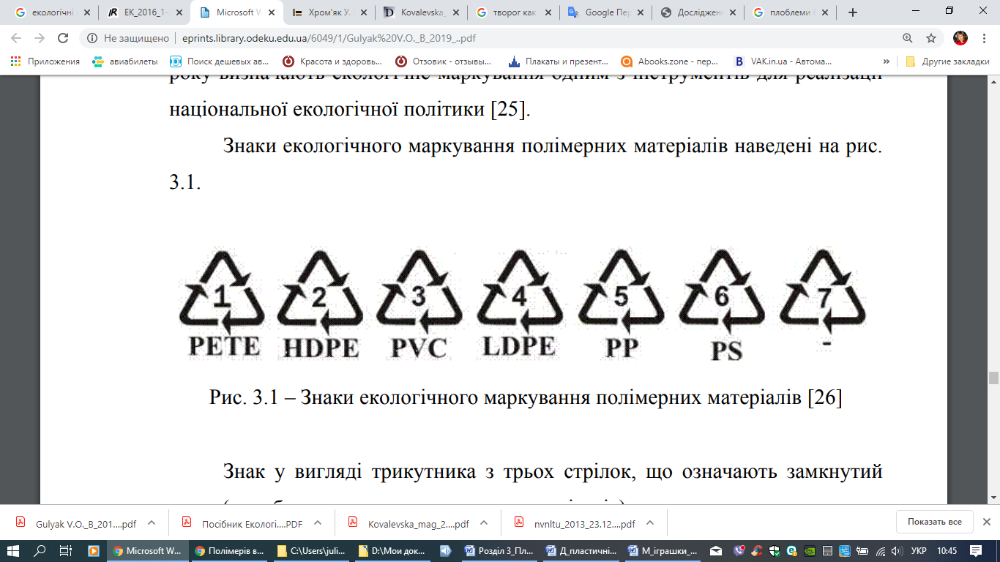 екологічні
EK_2016_1-
Microsoft W
Хром'як У.
Kovalevska_
творог как
Google Пер
Дослідженн
плоблеми
Не защищено | eprints.library.odeku.edu.ua/6049/1/Gulyak%20V.O._B_2019_..pdf
Приложения авиабилеты Поиск дешевых ав... Красота и здоровь... Отзовик - отзывы... Плакаты и презент... Abooks.zone - пер... VAK.in.ua - Автома... » Другие закладки
року визначають екологічне маркування одним з інструментів для реалізації
національної екологічної політики [25].
Знаки екологічного маркування полімерних матеріалів наведені на рис.
3.1.
1 2 3 4 5 6 7
PETE HDPE PVC LDPE PP PS -
Рис. 3.1 – Знаки екологічного маркування полімерних матеріалів [26]
Знак у вигляді трикутника з трьох стрілок, що означають замкнутий
Gulyak V.O._B_201....pdf Посібник Екологі....PDF Kovalevska_mag_2....pdf nvnltu_2013_23.12....pdf Показать все
Microsoft W... Полімерів в... C:\Users\juli... D:\Мои док... Розділ 3_Пл... Д_пластичні... М_іграшки_... УКР 10:45